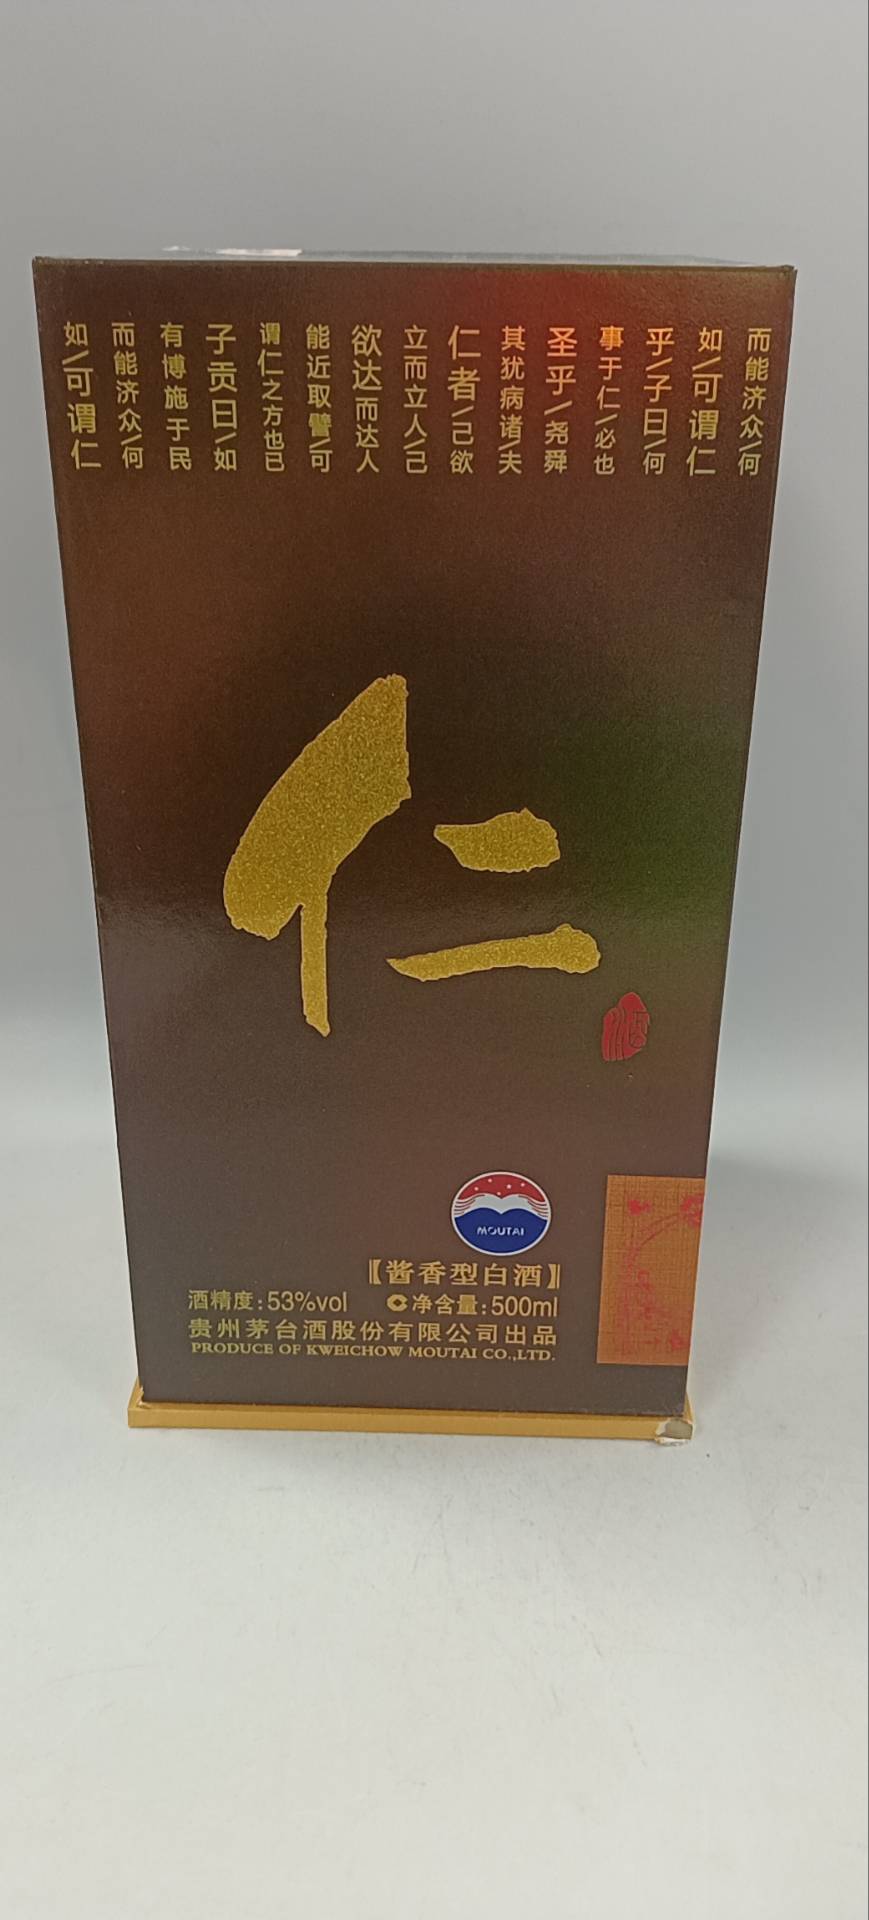 而能济众/何
如/可谓仁
乎/子曰/何
事于仁/必也
圣乎/尧舜
其犹病诸/夫
仁者/己欲
立而立人/己
欲达而达人
能近取譬/可
谓仁之方也已
子贡曰/如
有博施于民
而能济众/何
如/可谓仁
仁
酒
MOUTAI
【酱香型白酒】
酒精度:53%vol 净含量:500ml
贵州茅台酒股份有限公司出品
PRODUCE OF KWEICHOW MOUTAI CO.,LTD.